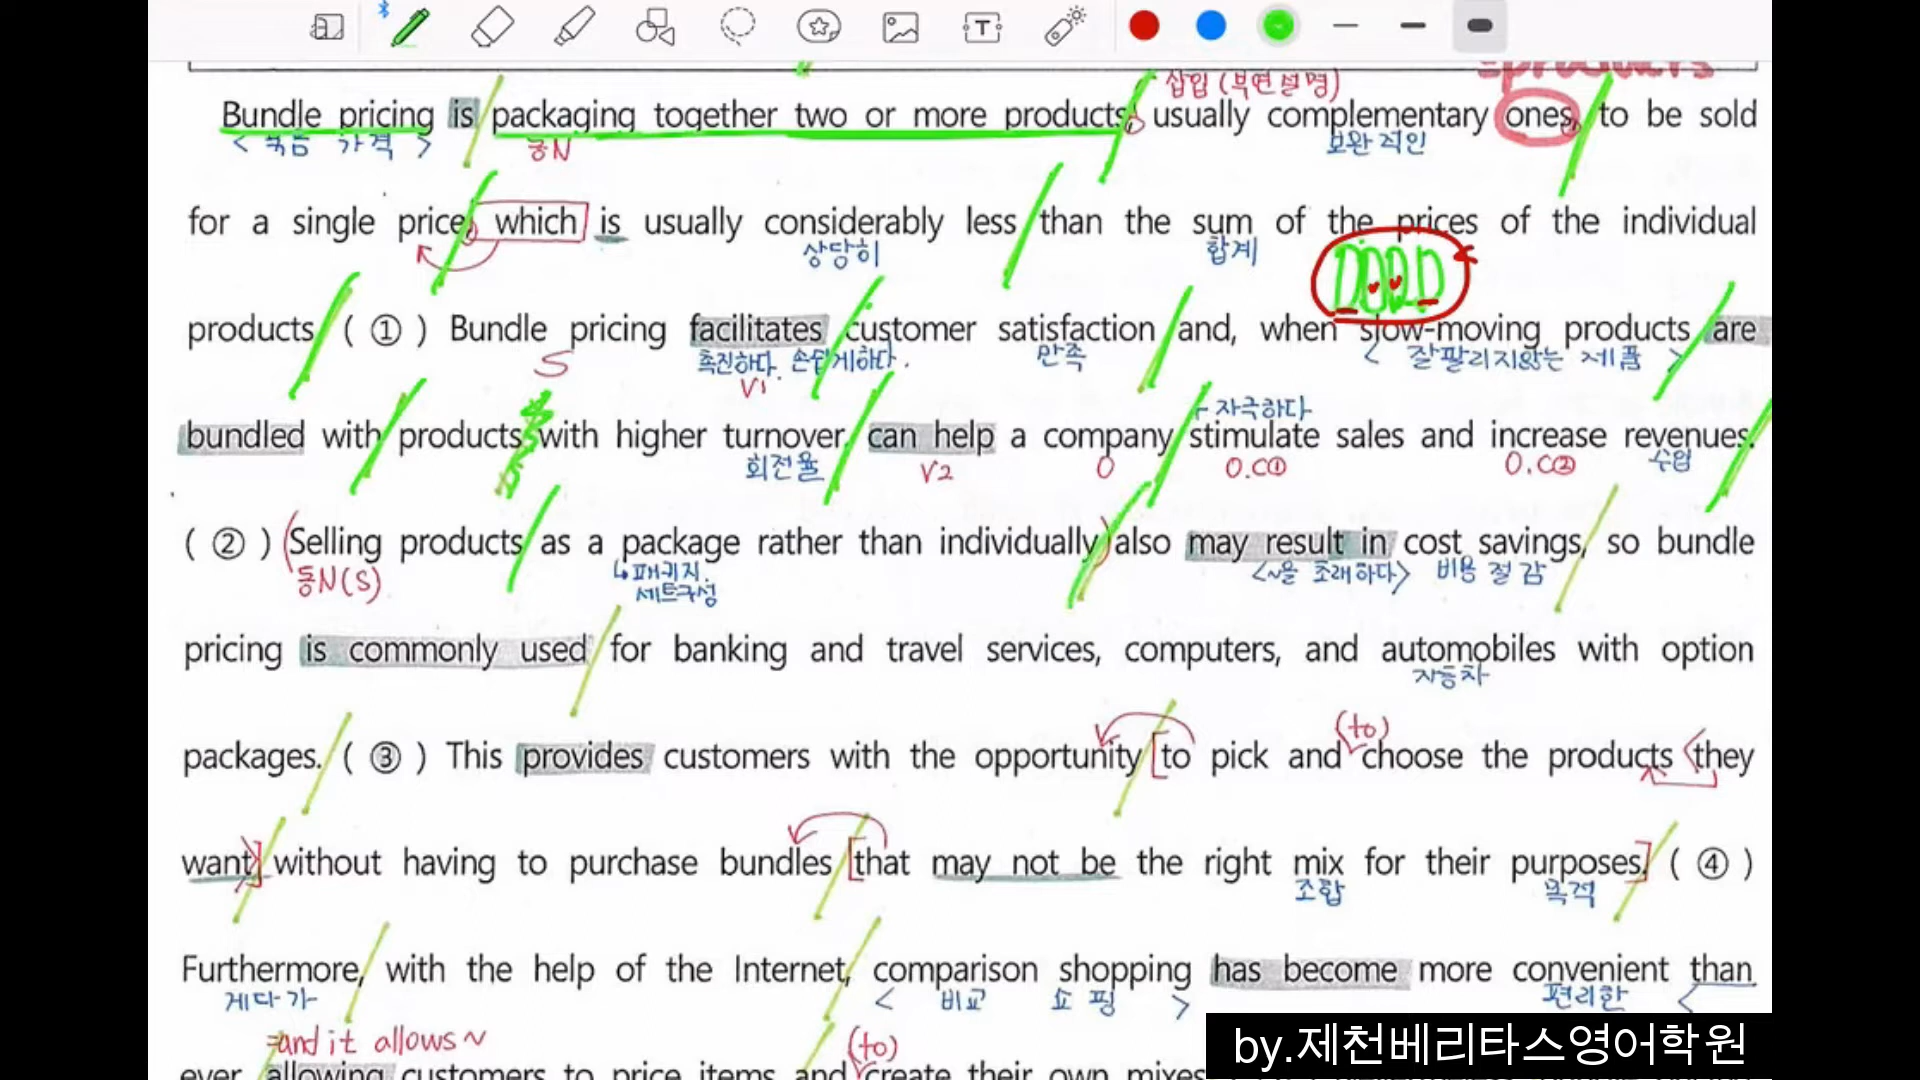 =products
삽입(부연설명)
Bundle pricing is packaging together two or more products, usually complementary ones, to be sold
<묶음 가격> 동N 보완적인
for a single price, which is usually considerably less than the sum of the prices of the individual
상당히 합계
products. ( ① ) Bundle pricing facilitates customer satisfaction and, when slow-moving products are
S 촉진하다. 손쉽게하다. 만족 < 잘팔리지않는 제품 >
V1
자극하다
bundled with products with higher turnover, can help a company stimulate sales and increase revenues.
회전율 V2 O O.C① O.C② 수입
( ② ) (Selling products as a package rather than individually) also may result in cost savings, so bundle
동N(S) ↳패키지. <~을 초래하다> 비용 절감
세트구성
pricing is commonly used for banking and travel services, computers, and automobiles with option
자동차
(to)
packages. ( ③ ) This provides customers with the opportunity [to pick and choose the products <they
want>] without having to purchase bundles [that may not be the right mix for their purposes.] ( ④ )
조합 목적
Furthermore, with the help of the Internet, comparison shopping has become more convenient than
게다가 < 비교 쇼핑 > 편리한 <
=and it allows~ (to)
ever, allowing customers to price items and create their own mixes
by.제천베리타스영어학원